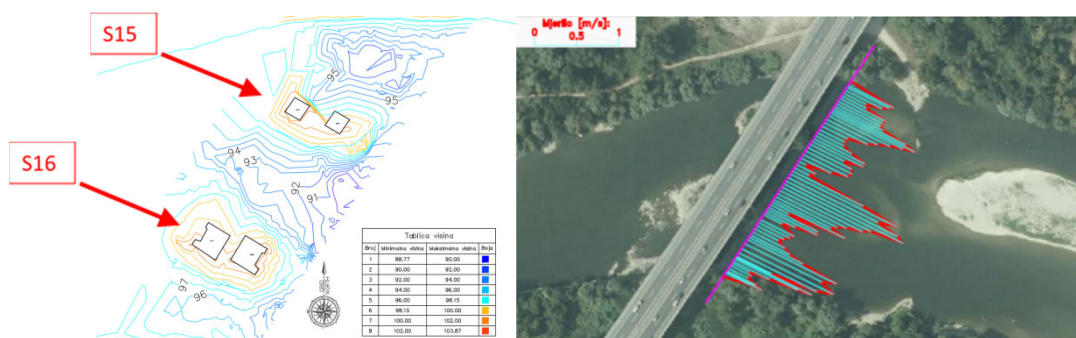 S15
S16
95
95
94
93
92
91
97
96
Tablica visina
Broj Minimalna visina Maksimalna visina Boja
1 88.77 90.00
2 90.00 92.00
3 92.00 94.00
4 94.00 96.00
5 96.00 98.15
6 98.15 100.00
7 100.00 102.00
8 102.00 103.87
NORTH
Mjerilo [m/s]:
0 0.5 1